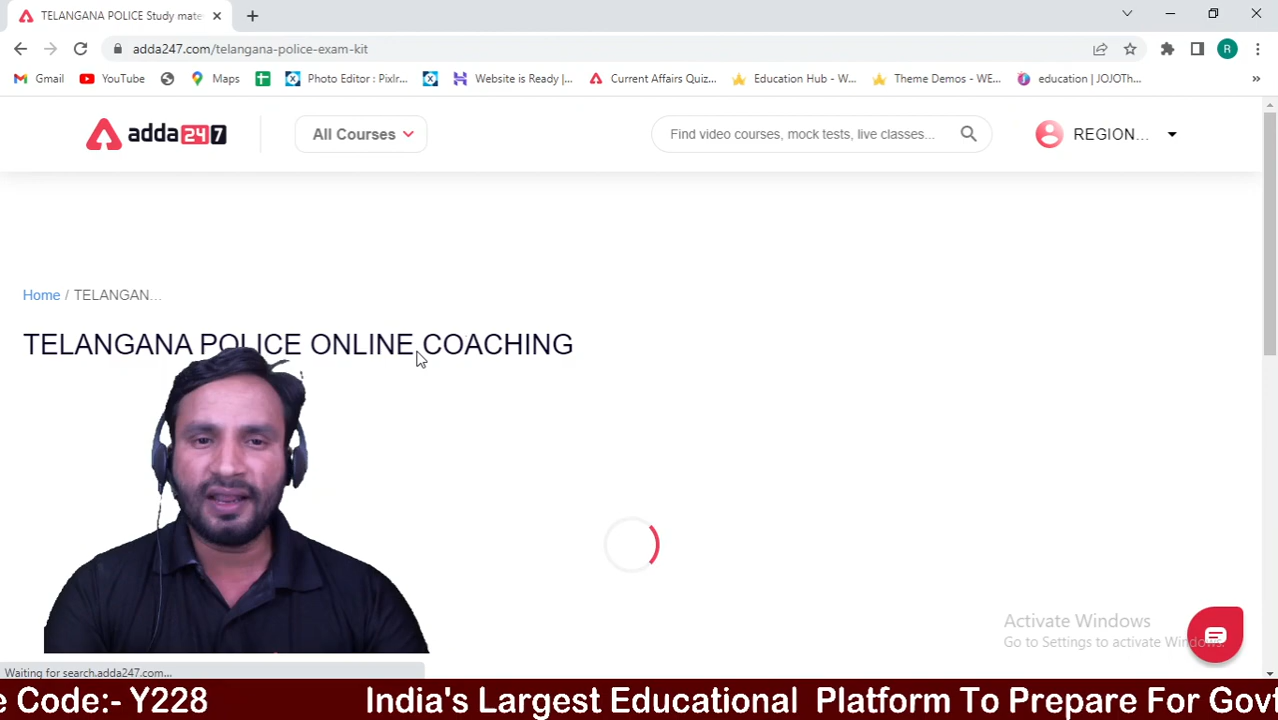 TELANGANA POLICE Study mate
adda247.com/telangana-police-exam-kit
R
Gmail
YouTube
Maps
Photo Editor : Pixlr...
Website is Ready |...
Current Affairs Quiz...
Education Hub - W...
Theme Demos - WE...
education | JOJOTh...
»
adda247
All Courses
Find video courses, mock tests, live classes...
REGION...
Home / TELANGAN...
TELANGANA POLICE ONLINE COACHING
Activate Windows
Go to Settings to activate Windows.
Waiting for search.adda247.com...
e Code:- Y228 India's Largest Educational Platform To Prepare For Govt